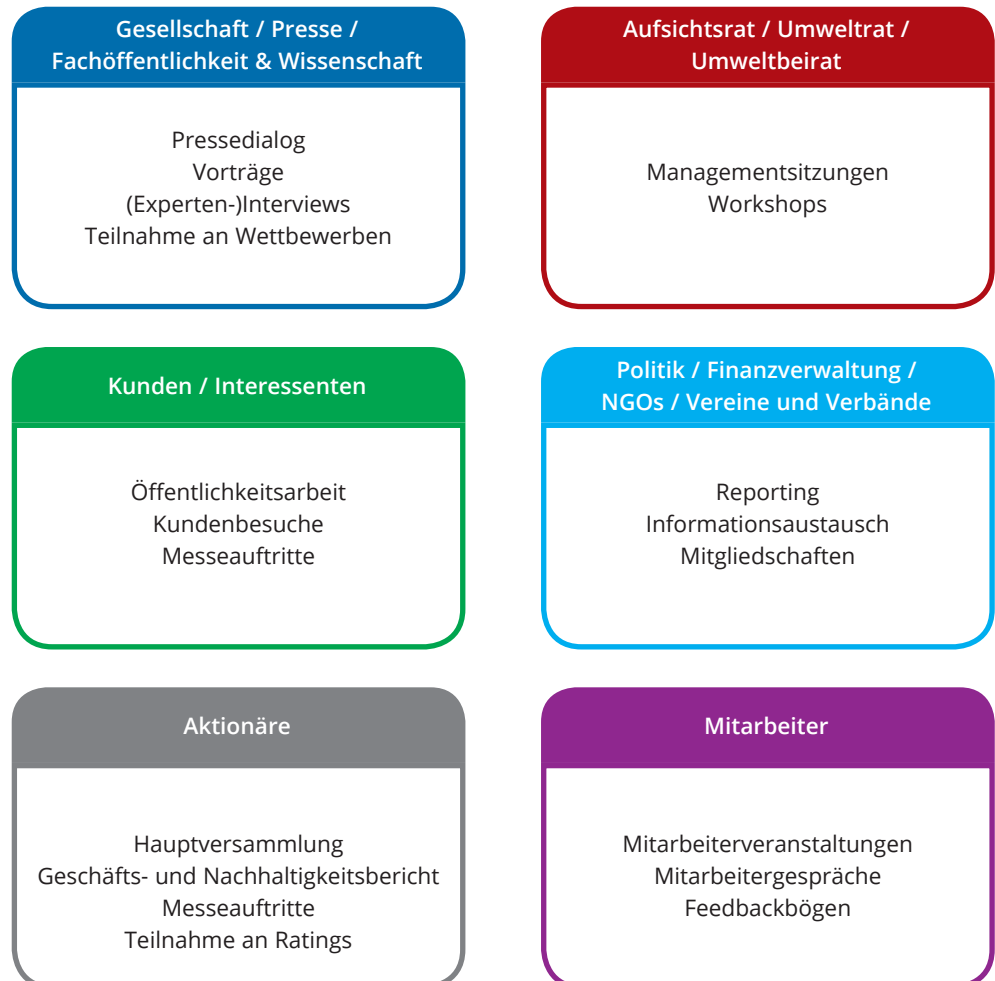 Gesellschaft / Presse /
Fachöffentlichkeit & Wissenschaft
Pressedialog
Vorträge
(Experten-)Interviews
Teilnahme an Wettbewerben
Aufsichtsrat / Umweltrat /
Umweltbeirat
Managementsitzungen
Workshops
Kunden / Interessenten
Öffentlichkeitsarbeit
Kundenbesuche
Messeauftritte
Politik / Finanzverwaltung /
NGOs / Vereine und Verbände
Reporting
Informationsaustausch
Mitgliedschaften
Aktionäre
Hauptversammlung
Geschäfts- und Nachhaltigkeitsbericht
Messeauftritte
Teilnahme an Ratings
Mitarbeiter
Mitarbeiterveranstaltungen
Mitarbeitergespräche
Feedbackbögen